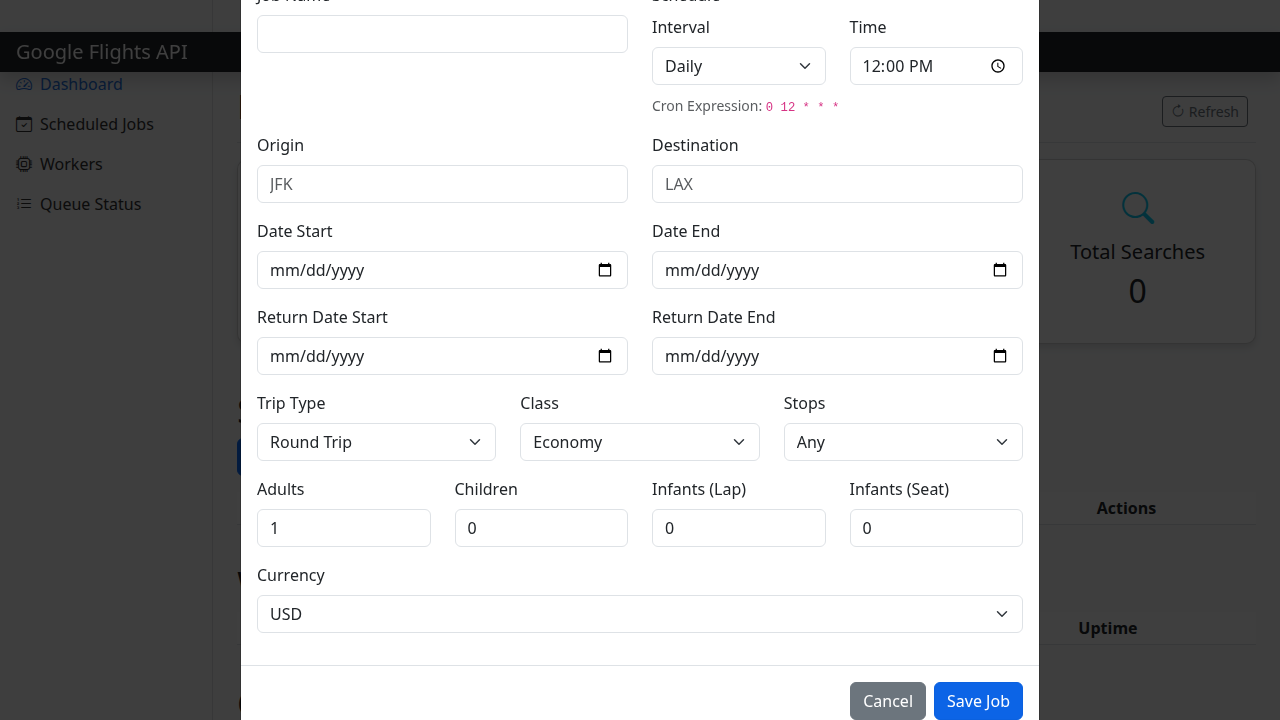 Google Flights API
Interval
Time
Daily
12:00 PM
Dashboard
Cron Expression: 0 12 * * *
Refresh
Scheduled Jobs
Origin
Destination
Workers
JFK
LAX
Queue Status
Date Start
Date End
mm/dd/yyyy
mm/dd/yyyy
Total Searches
0
Return Date Start
Return Date End
mm/dd/yyyy
mm/dd/yyyy
Trip Type
Class
Stops
Round Trip
Economy
Any
Adults
Children
Infants (Lap)
Infants (Seat)
Actions
1
0
0
0
Currency
USD
Uptime
Cancel
Save Job